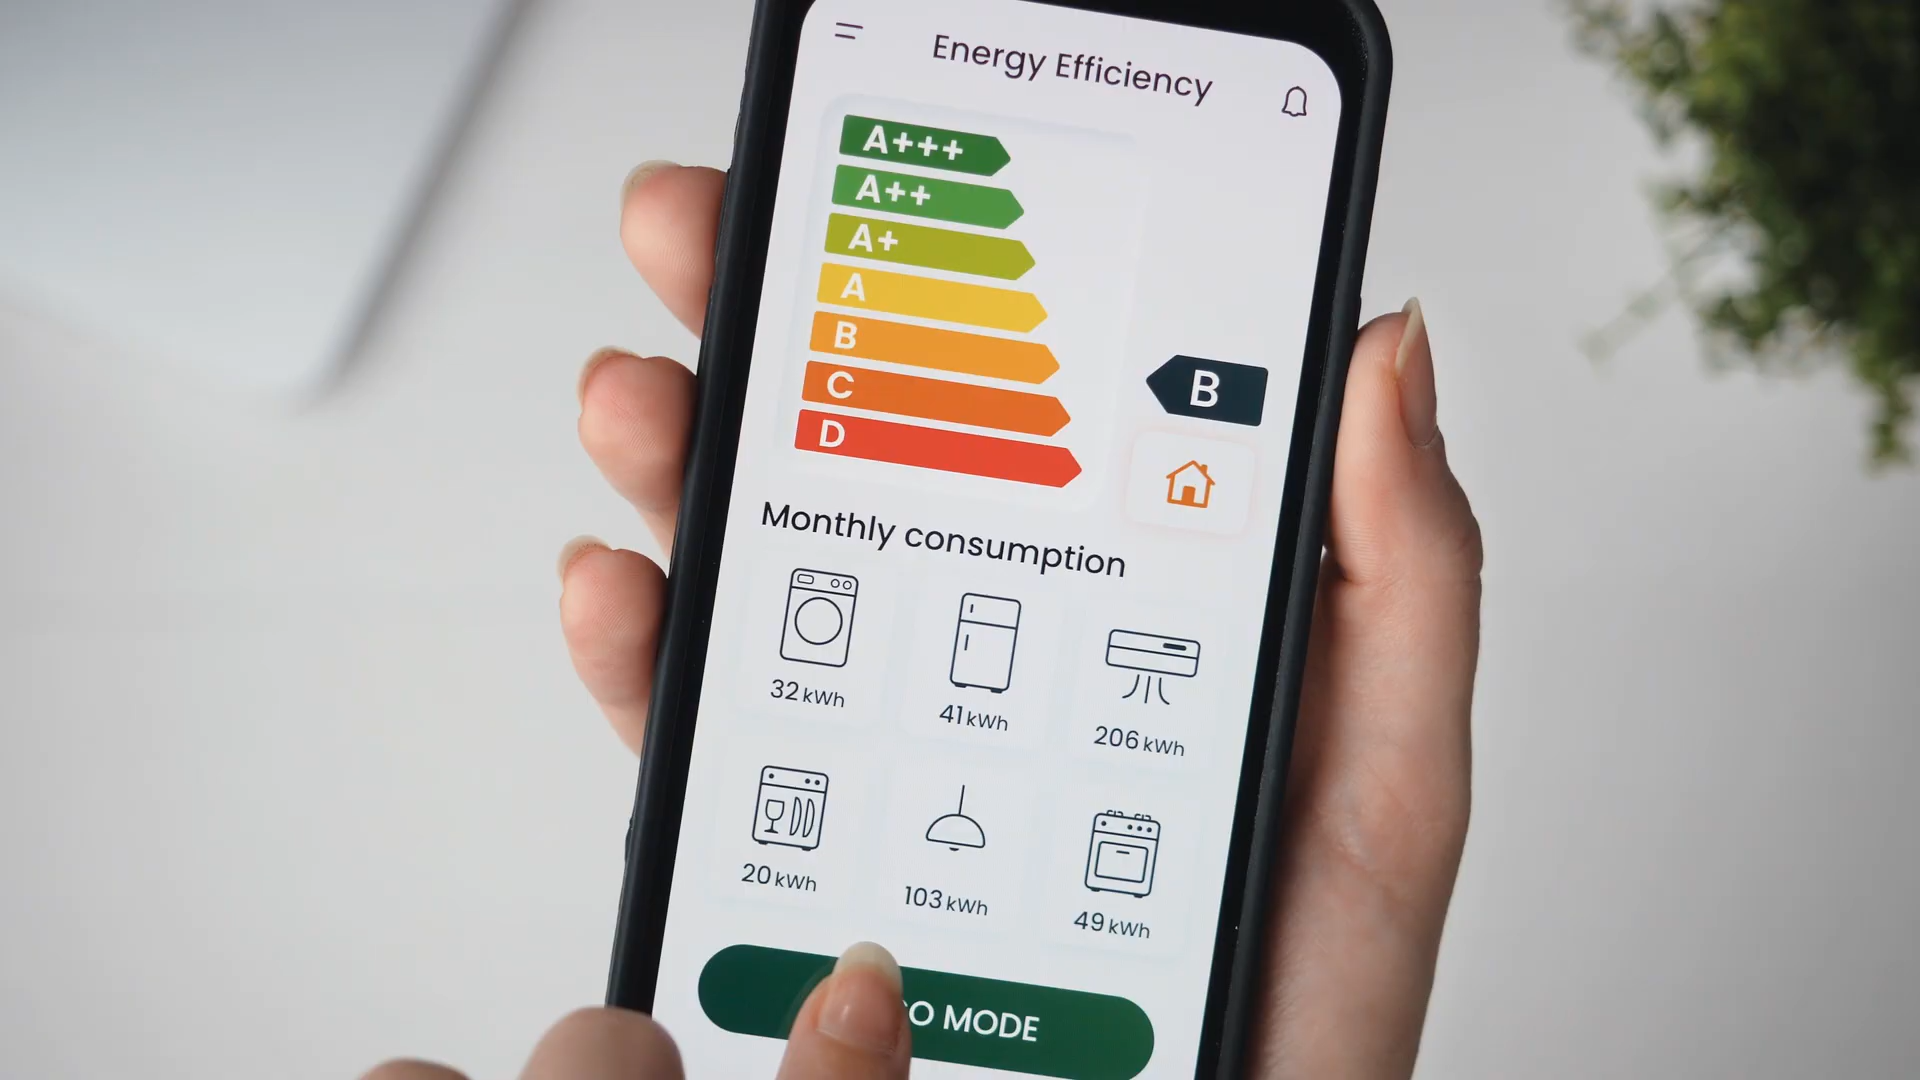 Energy Efficiency
A+++
A++
A+
A
B
B
C
D
Monthly consumption
32 kWh
41 kWh
206 kWh
20 kWh
103 kWh
49 kWh
MODE